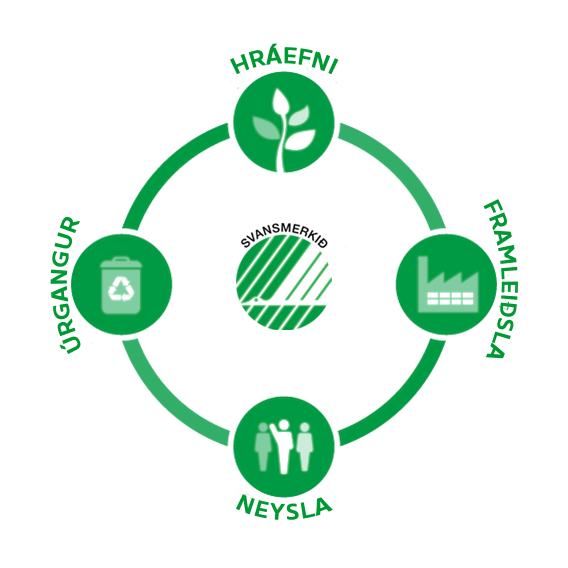 HRÁEFNI
FRAMLEIÐSLA
NEYSLA
ÚRGANGUR
SVANSMERKIÐ